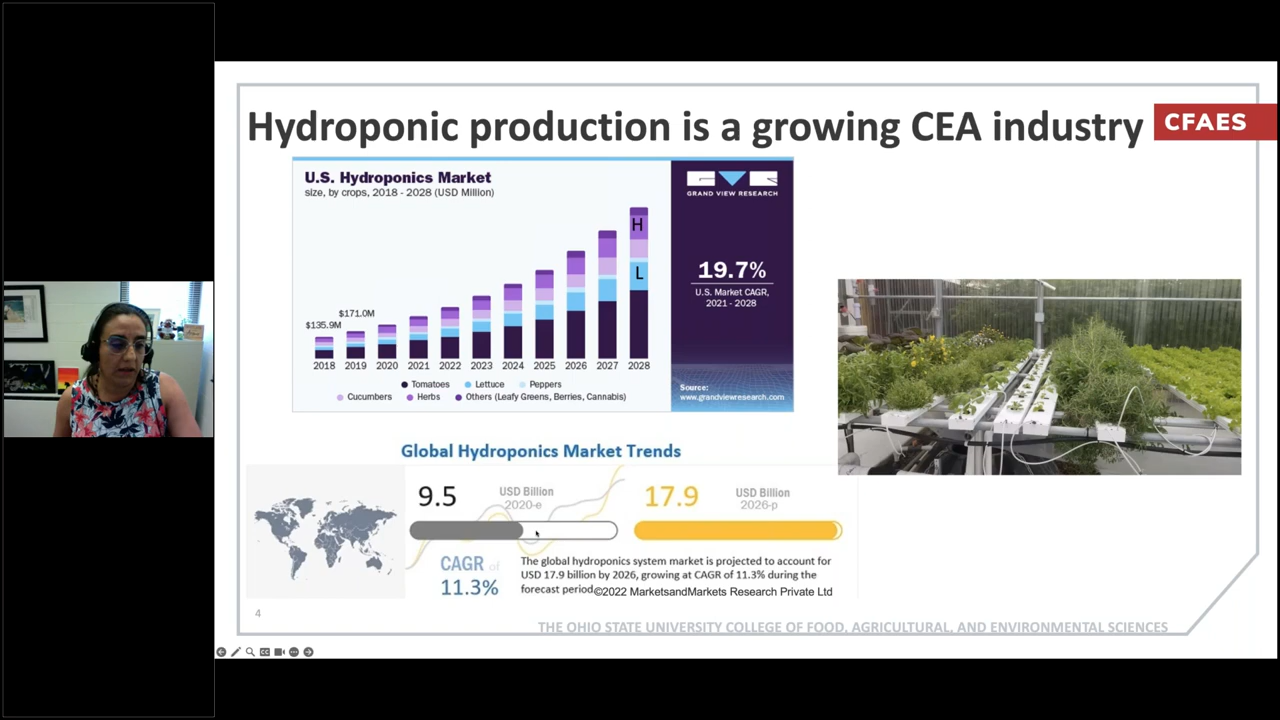 Hydroponic production is a growing CEA industry
CFAES
U.S. Hydroponics Market
size, by crops, 2018 - 2028 (USD Million)
GRAND VIEW RESEARCH
H
L
19.7%
U.S. Market CAGR,
2021 - 2028
$135.9M
$171.0M
2018 2019 2020 2021 2022 2023 2024 2025 2026 2027 2028
Tomatoes Lettuce Peppers
Cucumbers Herbs Others (Leafy Greens, Berries, Cannabis)
Source:
www.grandviewresearch.com
Global Hydroponics Market Trends
9.5 USD Billion
2020-e
17.9 USD Billion
2026-p
CAGR of
11.3%
The global hydroponics system market is projected to account for
USD 17.9 billion by 2026, growing at CAGR of 11.3% during the
forecast period.
©2022 MarketsandMarkets Research Private Ltd
4
THE OHIO STATE UNIVERSITY COLLEGE OF FOOD, AGRICULTURAL, AND ENVIRONMENTAL SCIENCES